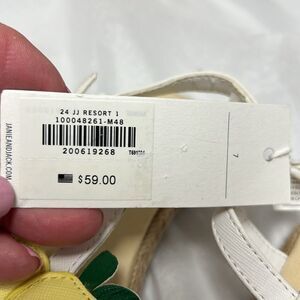 24 JJ RESORT 1
100048261-M48
200619268
$59.00
7
JANIEANDJACK.COM